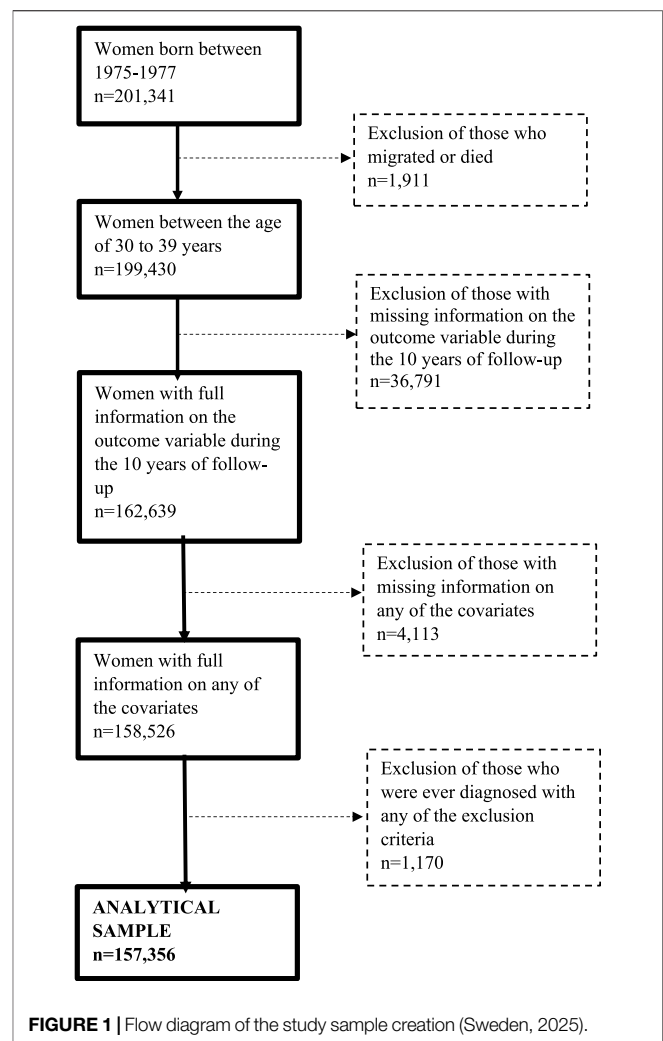 Women born between
1975-1977
n=201,341
Exclusion of those who
migrated or died
n=1,911
Women between the age
of 30 to 39 years
n=199,430
Exclusion of those with
missing information on the
outcome variable during
the 10 years of follow-up
n=36,791
Women with full
information on the
outcome variable during
the 10 years of follow-
up
n=162,639
Exclusion of those with
missing information on
any of the covariates
n=4,113
Women with full
information on any of
the covariates
n=158,526
Exclusion of those who
were ever diagnosed with
any of the exclusion
criteria
n=1,170
ANALYTICAL
SAMPLE
n=157,356
FIGURE 1 | Flow diagram of the study sample creation (Sweden, 2025).